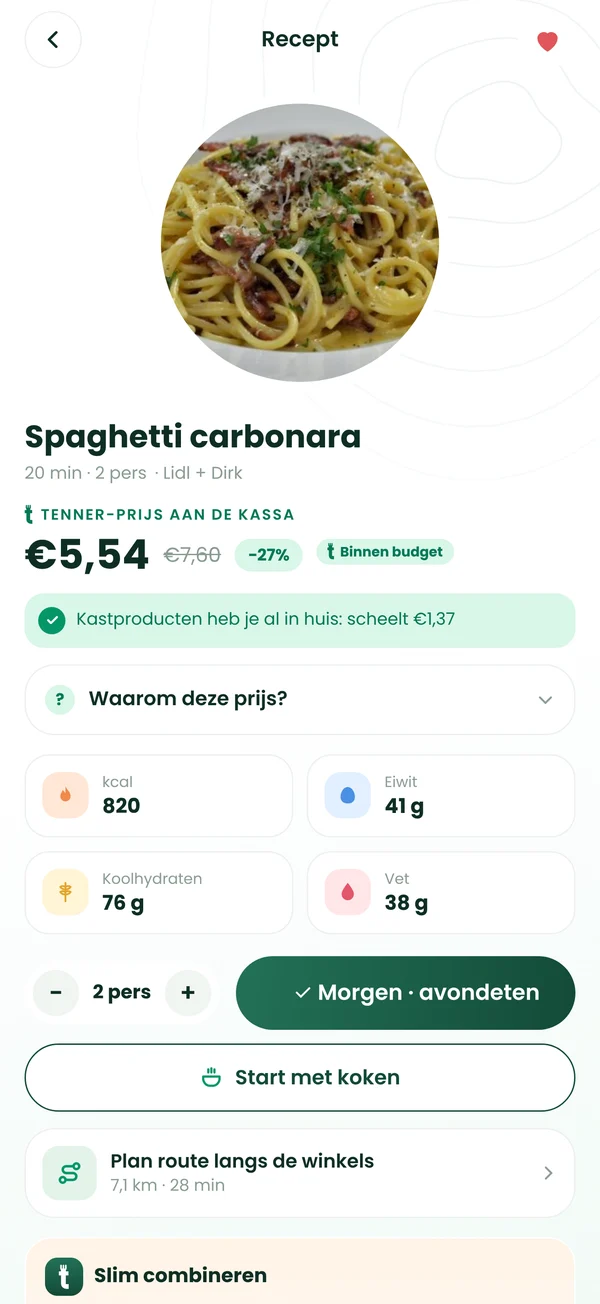 Recept
Spaghetti carbonara
20 min · 2 pers · Lidl + Dirk
TENNER-PRIJS AAN DE KASSA
€5,54 €7,60 -27% Binnen budget
Kastproducten heb je al in huis: scheelt €1,37
? Waarom deze prijs?
kcal
820
Eiwit
41 g
Koolhydraten
76 g
Vet
38 g
− 2 pers +
✓ Morgen · avondeten
Start met koken
Plan route langs de winkels
7,1 km · 28 min
t Slim combineren